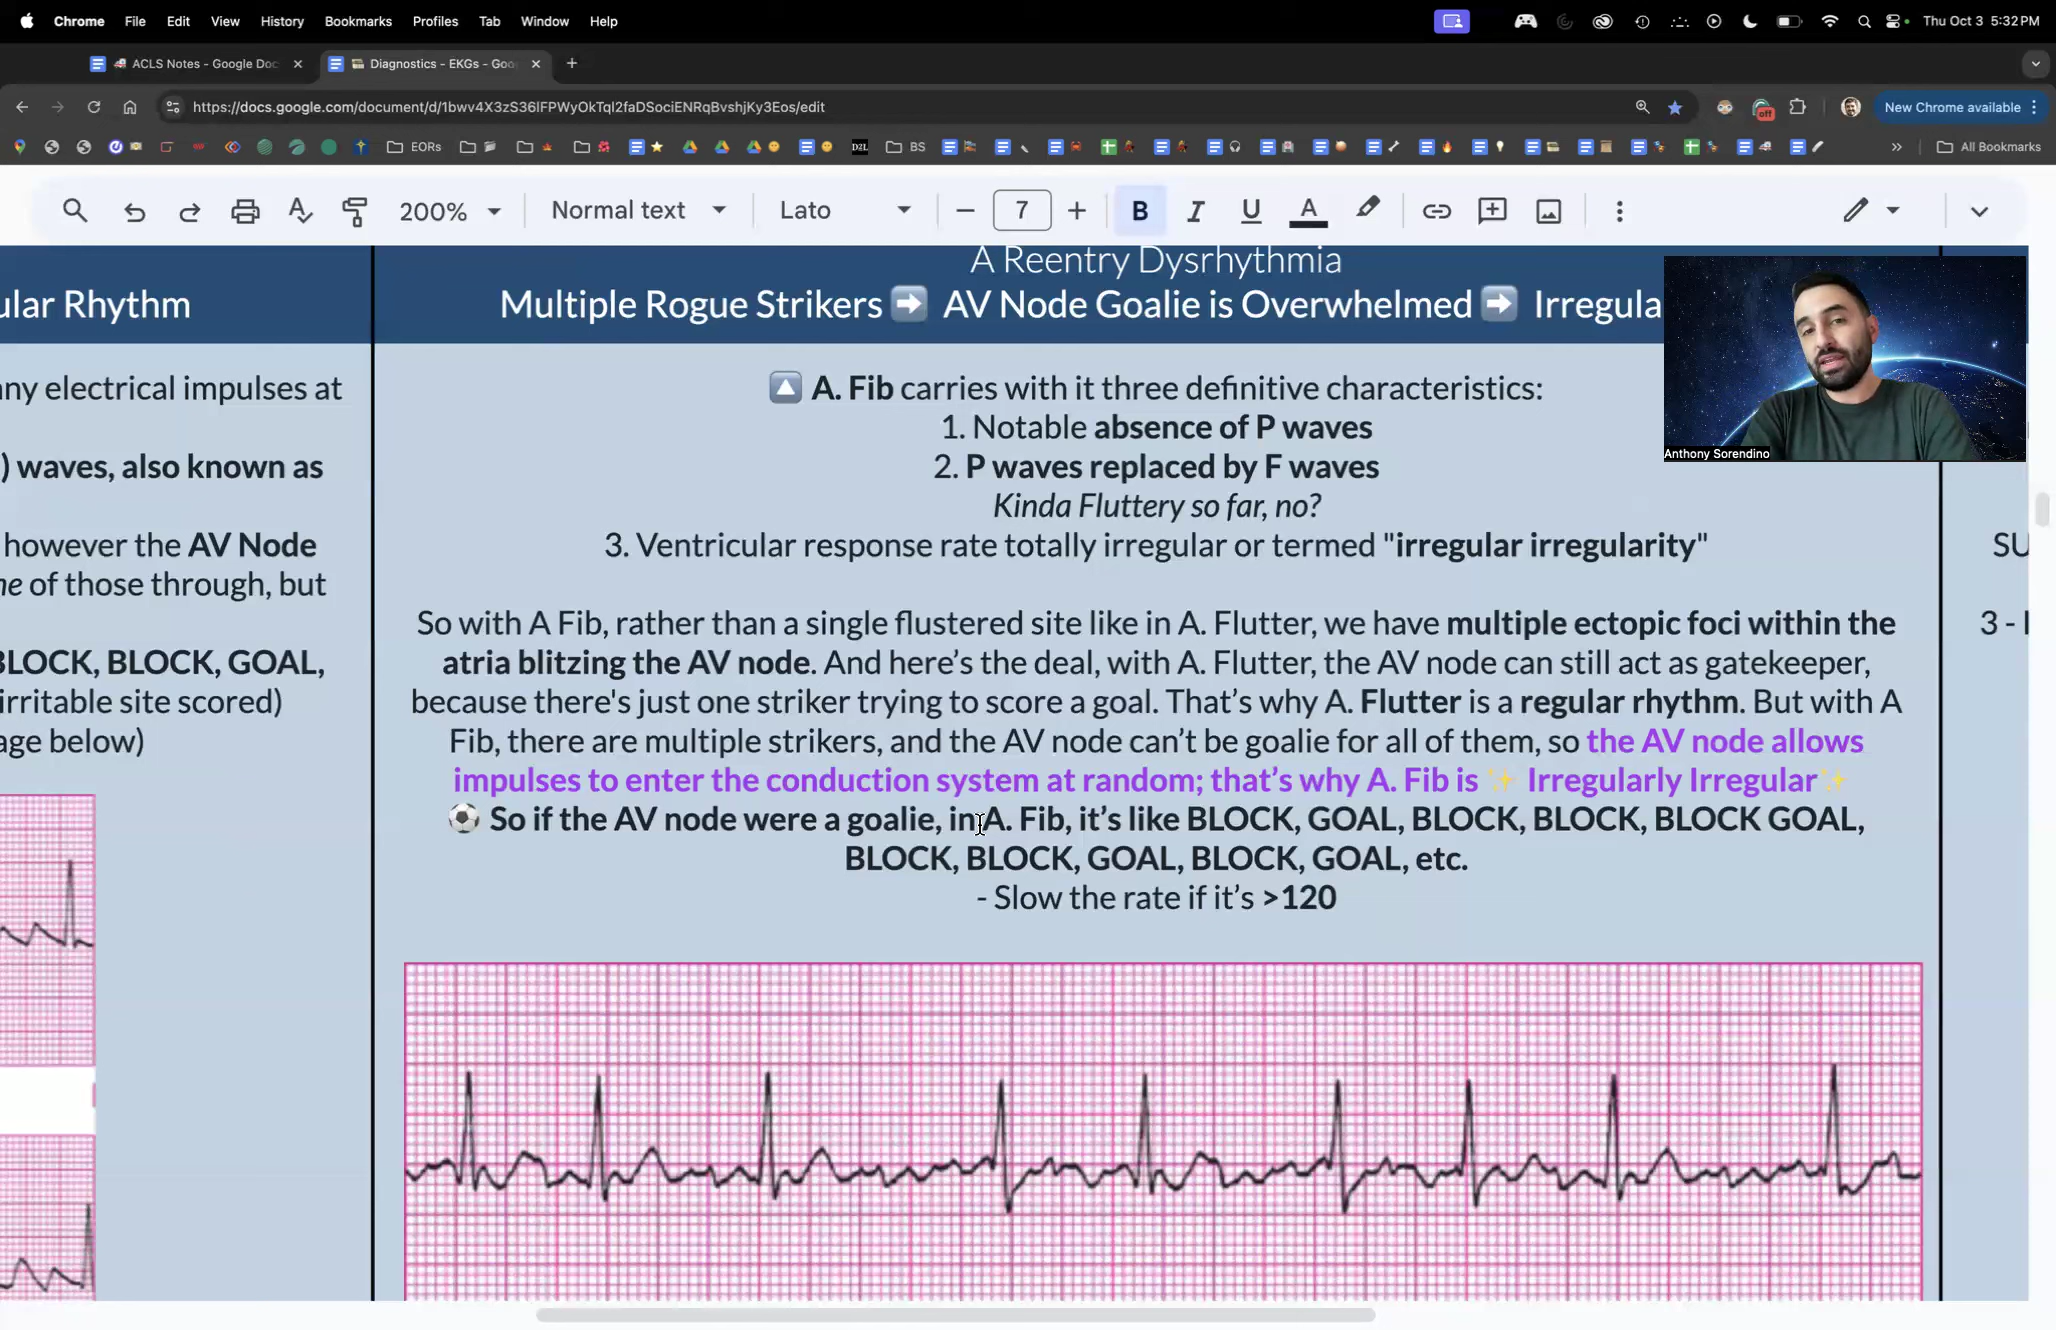 Chrome File Edit View History Bookmarks Profiles Tab Window Help
Thu Oct 3 5:32 PM
ACLS Notes - Google Doc
Diagnostics - EKGs - Goo
New Chrome available
EORs
D2L
BS
All Bookmarks
200%
Normal text
Lato
7
B I U A
A Reentry Dysrhythmia
ular Rhythm
Multiple Rogue Strikers ➡ AV Node Goalie is Overwhelmed ➡ Irregula
Anthony Sorendino
ny electrical impulses at
) waves, also known as
however the AV Node
ne of those through, but
BLOCK, BLOCK, GOAL,
irritable site scored)
age below)
A. Fib carries with it three definitive characteristics:
1. Notable absence of P waves
2. P waves replaced by F waves
Kinda Fluttery so far, no?
3. Ventricular response rate totally irregular or termed "irregular irregularity"
So with A Fib, rather than a single flustered site like in A. Flutter, we have multiple ectopic foci within the
atria blitzing the AV node. And here’s the deal, with A. Flutter, the AV node can still act as gatekeeper,
because there's just one striker trying to score a goal. That’s why A. Flutter is a regular rhythm. But with A
Fib, there are multiple strikers, and the AV node can’t be goalie for all of them, so the AV node allows
impulses to enter the conduction system at random; that’s why A. Fib is ✨ Irregularly Irregular✨
⚽ So if the AV node were a goalie, in A. Fib, it’s like BLOCK, GOAL, BLOCK, BLOCK, BLOCK GOAL,
BLOCK, BLOCK, GOAL, BLOCK, GOAL, etc.
- Slow the rate if it’s >120
SU
3 - I